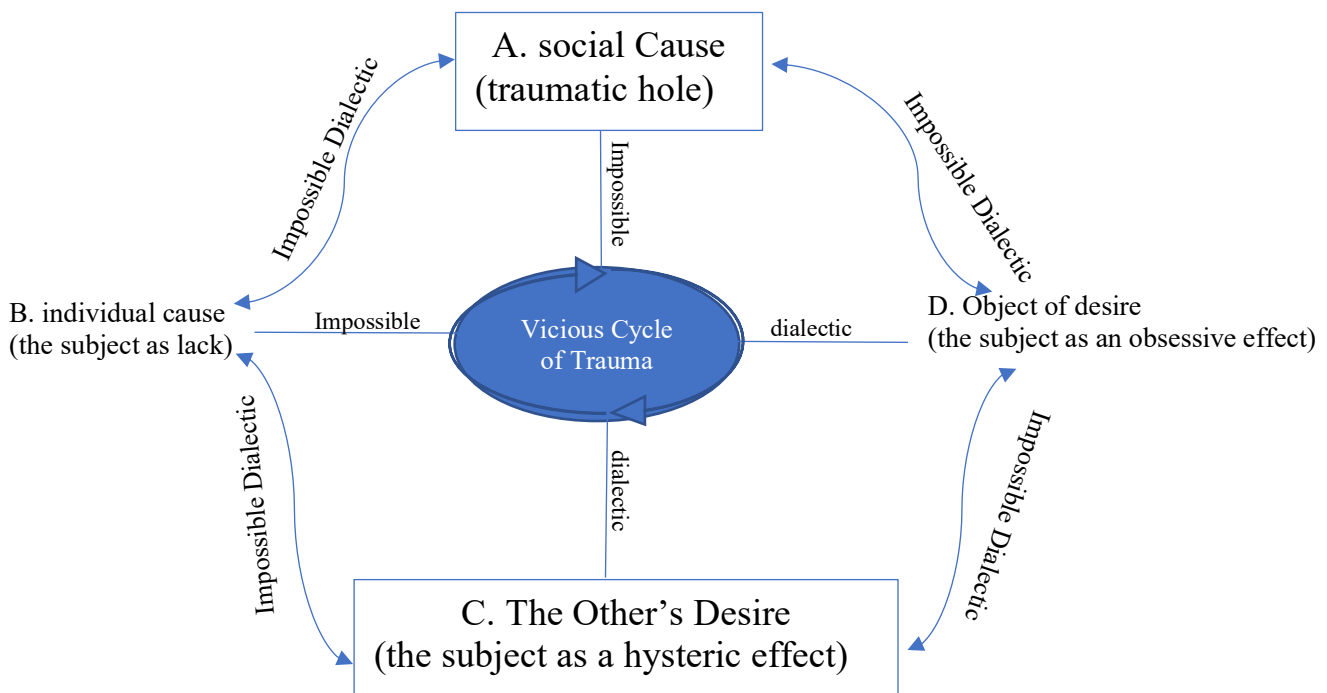 A. social Cause
(traumatic hole)
Impossible Dialectic
Impossible Dialectic
Impossible
B. individual cause
(the subject as lack)
Impossible
Vicious Cycle
of Trauma
dialectic
D. Object of desire
(the subject as an obsessive effect)
Impossible Dialectic
dialectic
Impossible Dialectic
C. The Other’s Desire
(the subject as a hysteric effect)